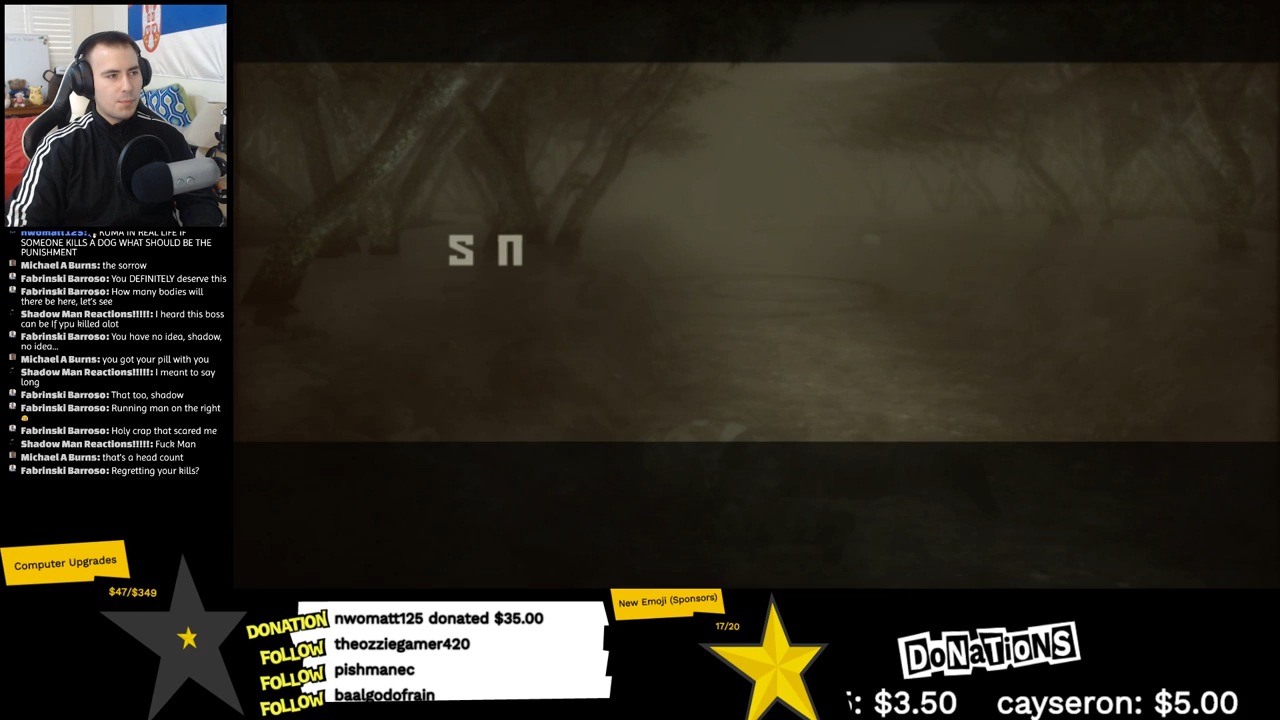 nwomatt125: KUMA IN REAL LIFE IF
SOMEONE KILLS A DOG WHAT SHOULD BE THE
PUNISHMENT
Michael A Burns: the sorrow
Fabrinski Barroso: You DEFINITELY deserve this
Fabrinski Barroso: How many bodies will
there be here, let's see
Shadow Man Reactions!!!!!: I heard this boss
can be If ypu killed alot
Fabrinski Barroso: You have no idea, shadow,
no idea...
Michael A Burns: you got your pill with you
Shadow Man Reactions!!!!!: I meant to say
long
Fabrinski Barroso: That too, shadow
Fabrinski Barroso: Running man on the right
Fabrinski Barroso: Holy crap that scared me
Shadow Man Reactions!!!!!: Fuck Man
Michael A Burns: that's a head count
Fabrinski Barroso: Regretting your kills?
S N
Computer Upgrades
$47/$349
DONATION nwomatt125 donated $35.00
FOLLOW theozziegamer420
FOLLOW pishmanec
FOLLOW baalgodofrain
New Emoji (Sponsors)
17/20
DONATIONS
: $3.50 cayseron: $5.00